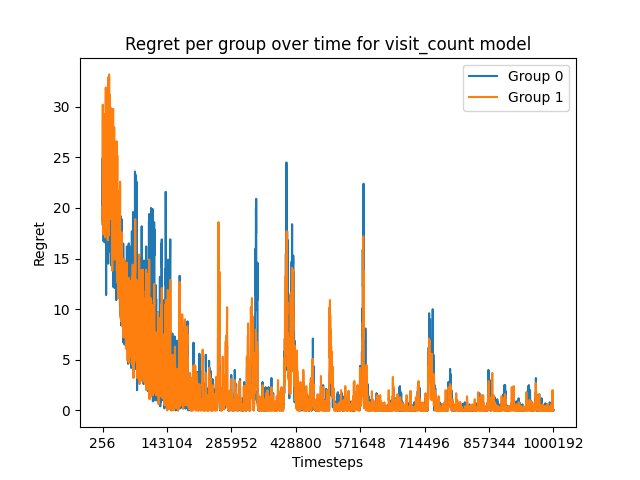 Regret per group over time for visit_count model
Group 0
Group 1
Regret
30
25
20
15
10
5
0
256 143104 285952 428800 571648 714496 857344 1000192
Timesteps